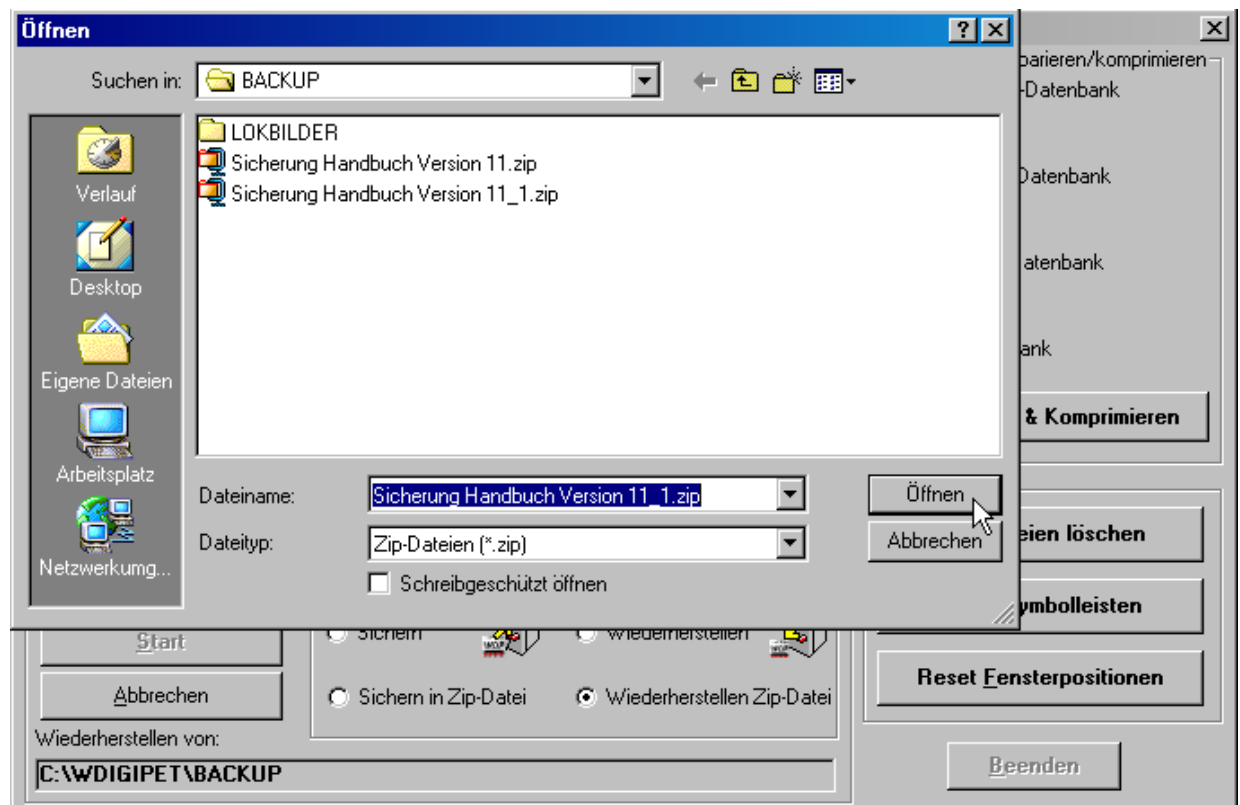 Öffnen
Suchen in:
BACKUP
LOKBILDER
Sicherung Handbuch Version 11.zip
Sicherung Handbuch Version 11_1.zip
Verlauf
Desktop
Eigene Dateien
Arbeitsplatz
Netzwerkumg...
Dateiname:
Sicherung Handbuch Version 11_1.zip
Öffnen
Dateityp:
Zip-Dateien (*.zip)
Abbrechen
Schreibgeschützt öffnen
parieren/komprimieren
-Datenbank
Datenbank
atenbank
ank
& Komprimieren
eien löschen
ymbolleisten
Reset Fensterpositionen
Start
Abbrechen
Sichern
Wiederherstellen
Sichern in Zip-Datei
Wiederherstellen Zip-Datei
Wiederherstellen von:
C:\WDIGIPET\BACKUP
Beenden